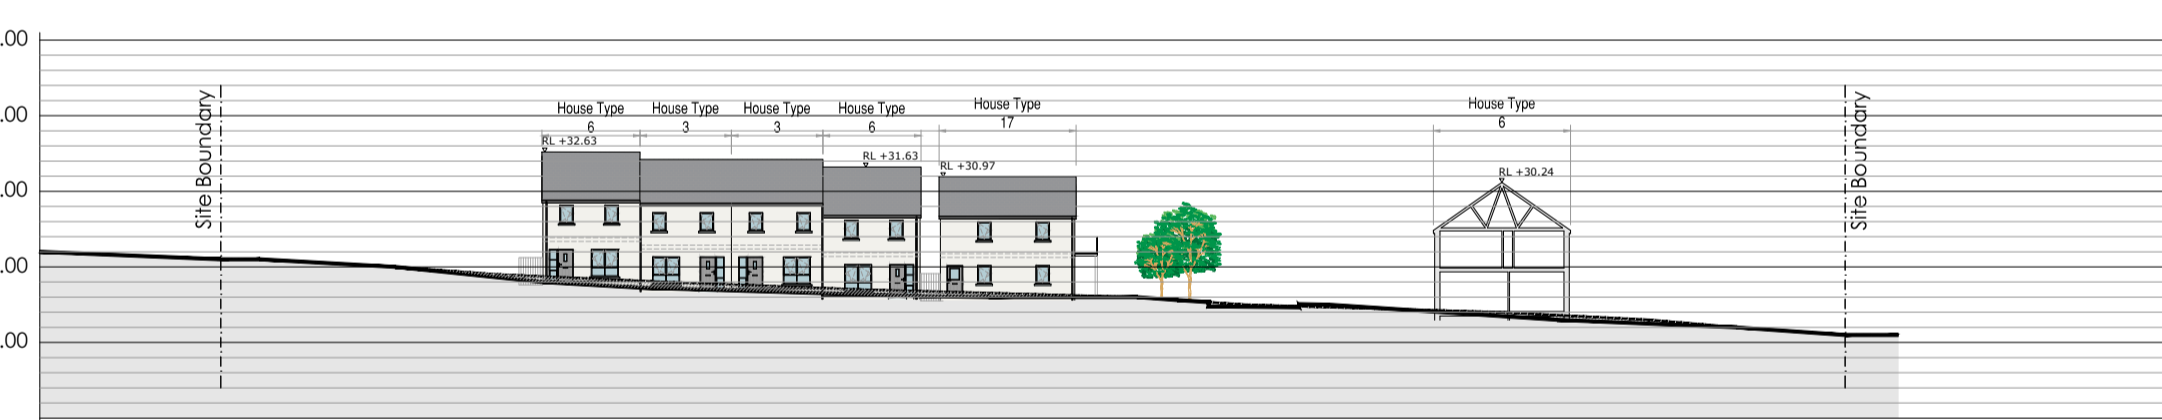 .00
.00
.00
.00
.00
Site Boundary
House Type
6
House Type
3
House Type
3
House Type
6
House Type
17
House Type
6
RL +32.63
RL +31.63
RL +30.97
RL +30.24
Site Boundary